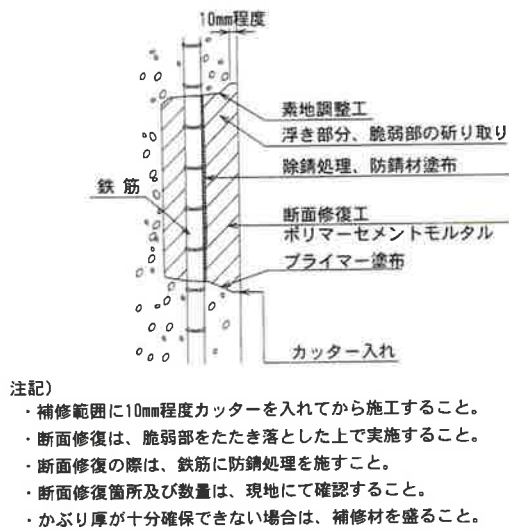 10mm程度
素地調整工
浮き部分、脆弱部の斫り取り
除錆処理、防錆材塗布
鉄筋
断面修復工
ポリマーセメントモルタル
プライマー塗布
カッター入れ
注記)
・補修範囲に10mm程度カッターを入れてから施工すること。
・断面修復は、脆弱部をたたき落とした上で実施すること。
・断面修復の際は、鉄筋に防錆処理を施すこと。
・断面修復箇所及び数量は、現地にて確認すること。
・かぶり厚が十分確保できない場合は、補修材を盛ること。